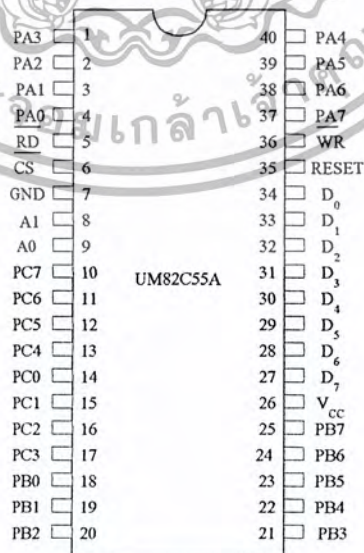 PA3 1 40 PA4
PA2 2 39 PA5
PA1 3 38 PA6
PA0 4 37 PA7
RD 5 36 WR
CS 6 35 RESET
GND 7 34 D0
A1 8 33 D1
A0 9 32 D2
PC7 10 31 D3
UM82C55A
PC6 11 30 D4
PC5 12 29 D5
PC4 13 28 D6
PC0 14 27 D7
PC1 15 26 VCC
PC2 16 25 PB7
PC3 17 24 PB6
PB0 18 23 PB5
PB1 19 22 PB4
PB2 20 21 PB3